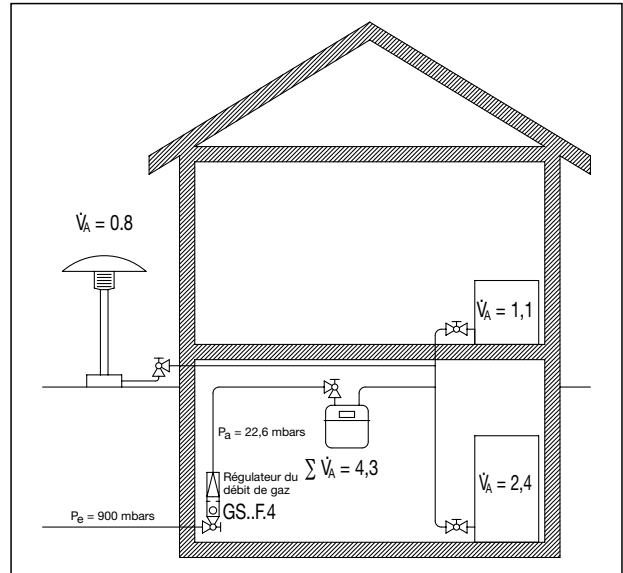 V̇A = 0.8
V̇A = 1,1
Pa = 22,6 mbars
Régulateur du
débit de gaz
GS..F.4
∑ V̇A = 4,3
V̇A = 2,4
Pe = 900 mbars